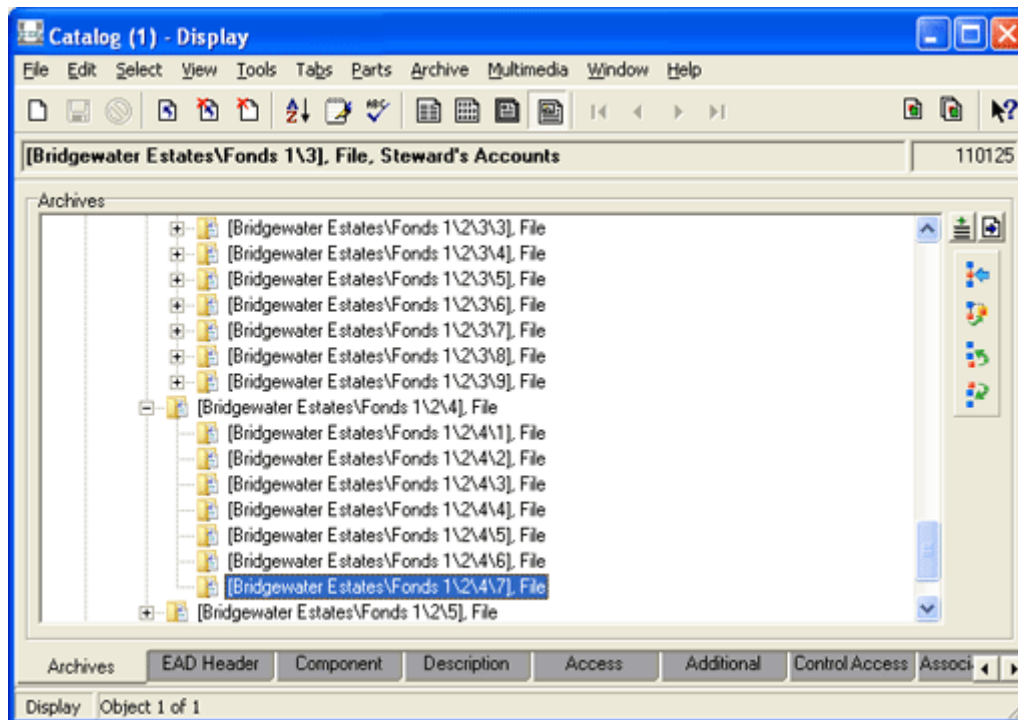 Catalog (1) - Display
File Edit Select View Tools Tabs Parts Archive Multimedia Window Help
[Bridgewater Estates\Fonds 1\3], File, Steward's Accounts 110125
Archives
[Bridgewater Estates\Fonds 1\2\3\3], File
[Bridgewater Estates\Fonds 1\2\3\4], File
[Bridgewater Estates\Fonds 1\2\3\5], File
[Bridgewater Estates\Fonds 1\2\3\6], File
[Bridgewater Estates\Fonds 1\2\3\7], File
[Bridgewater Estates\Fonds 1\2\3\8], File
[Bridgewater Estates\Fonds 1\2\3\9], File
[Bridgewater Estates\Fonds 1\2\4], File
[Bridgewater Estates\Fonds 1\2\4\1], File
[Bridgewater Estates\Fonds 1\2\4\2], File
[Bridgewater Estates\Fonds 1\2\4\3], File
[Bridgewater Estates\Fonds 1\2\4\4], File
[Bridgewater Estates\Fonds 1\2\4\5], File
[Bridgewater Estates\Fonds 1\2\4\6], File
[Bridgewater Estates\Fonds 1\2\4\7], File
[Bridgewater Estates\Fonds 1\2\5], File
Archives EAD Header Component Description Access Additional Control Access Associ
Display Object 1 of 1